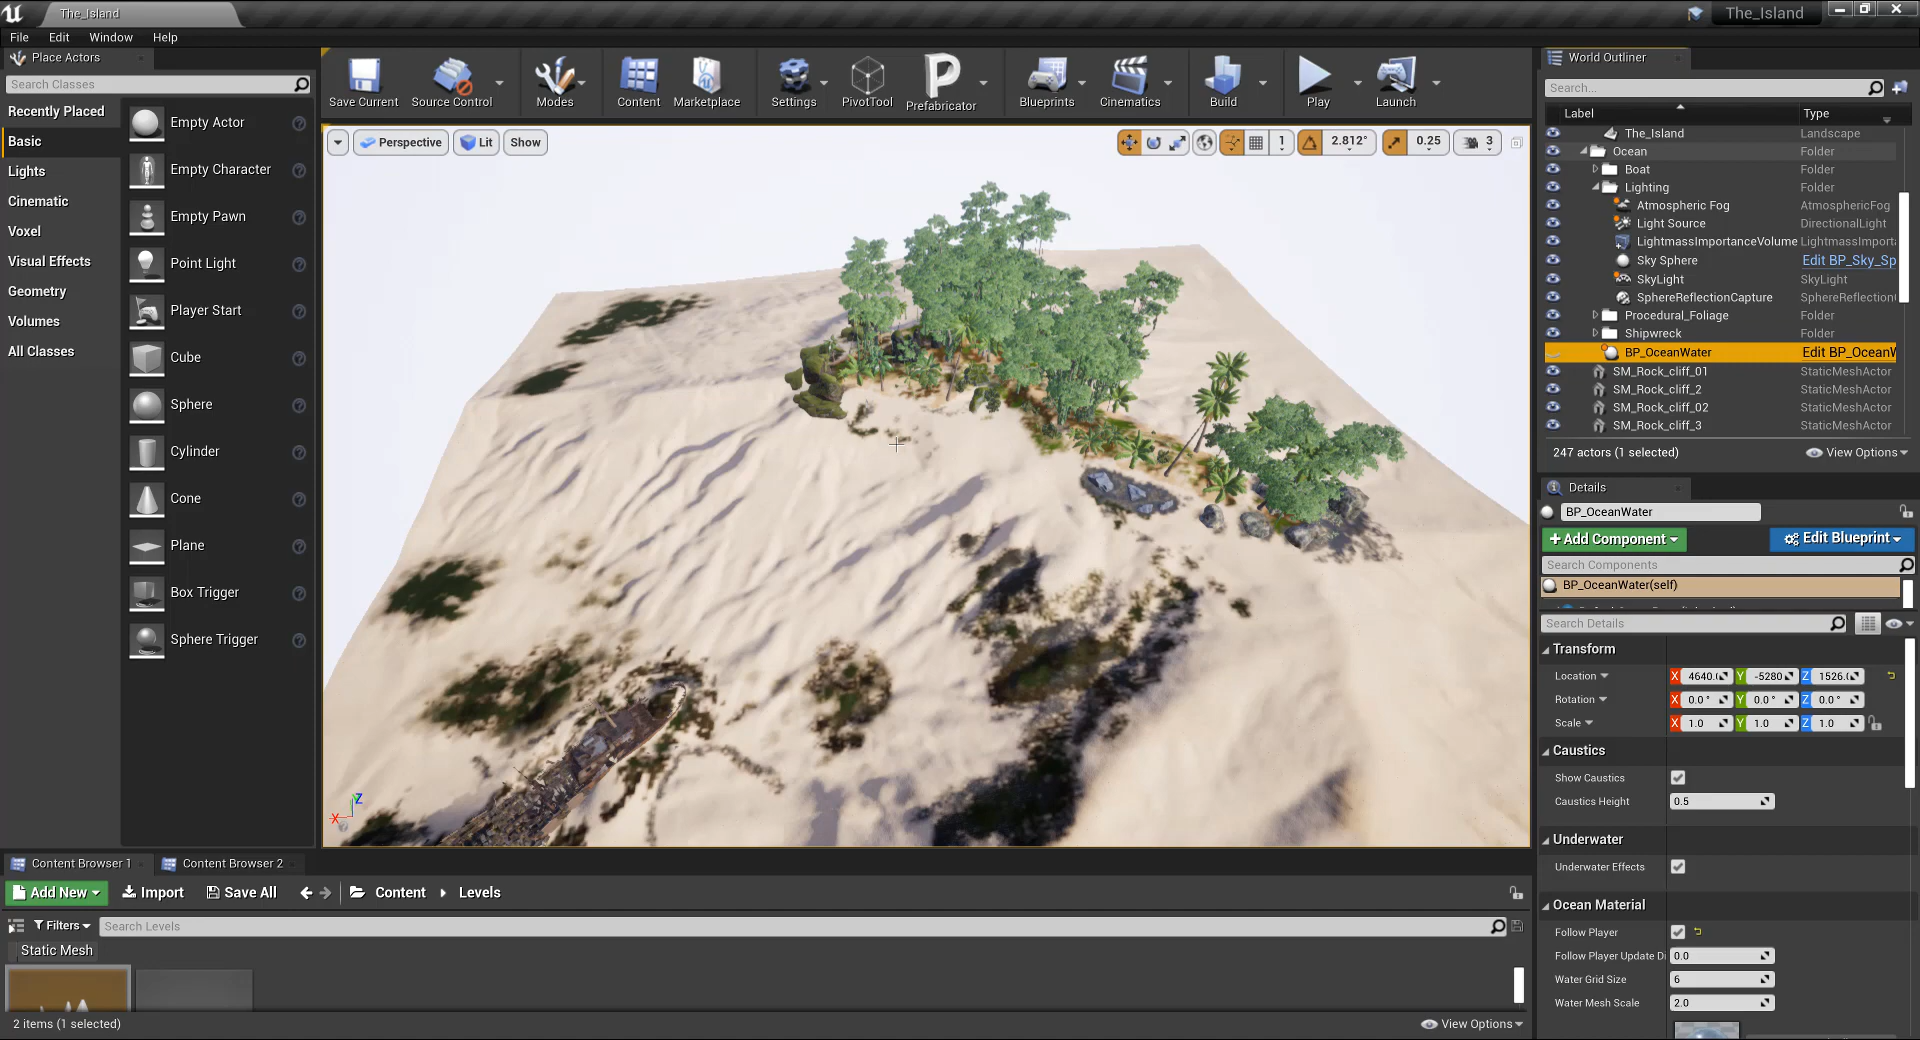 The_Island
The_Island
File Edit Window Help
Place Actors
Search Classes
Recently Placed
Basic
Lights
Cinematic
Voxel
Visual Effects
Geometry
Volumes
All Classes
Empty Actor
Empty Character
Empty Pawn
Point Light
Player Start
Cube
Sphere
Cylinder
Cone
Plane
Box Trigger
Sphere Trigger
Save Current Source Control Modes Content Marketplace Settings PivotTool Prefabricator Blueprints Cinematics Build Play Launch
Perspective Lit Show
1 2.812° 0.25 3
X Z
World Outliner
Search...
Label Type
The_Island Landscape
Ocean Folder
Boat Folder
Lighting Folder
Atmospheric Fog AtmosphericFog
Light Source DirectionalLight
LightmassImportanceVolume LightmassImporta
Sky Sphere Edit BP_Sky_Sp
SkyLight SkyLight
SphereReflectionCapture SphereReflection
Procedural_Foliage Folder
Shipwreck Folder
BP_OceanWater Edit BP_OceanW
SM_Rock_cliff_01 StaticMeshActor
SM_Rock_cliff_2 StaticMeshActor
SM_Rock_cliff_02 StaticMeshActor
SM_Rock_cliff_3 StaticMeshActor
247 actors (1 selected) View Options
Details
BP_OceanWater
+Add Component Edit Blueprint
Search Components
BP_OceanWater(self)
Search Details
Transform
Location X 4640.( Y -5280 Z 1526.(
Rotation X 0.0 ° Y 0.0 ° Z 0.0 °
Scale X 1.0 Y 1.0 Z 1.0
Caustics
Show Caustics
Caustics Height 0.5
Underwater
Underwater Effects
Ocean Material
Follow Player
Follow Player Update Di 0.0
Water Grid Size 6
Water Mesh Scale 2.0
Content Browser 1 Content Browser 2
Add New Import Save All Content Levels
Filters Search Levels
Static Mesh
2 items (1 selected) View Options